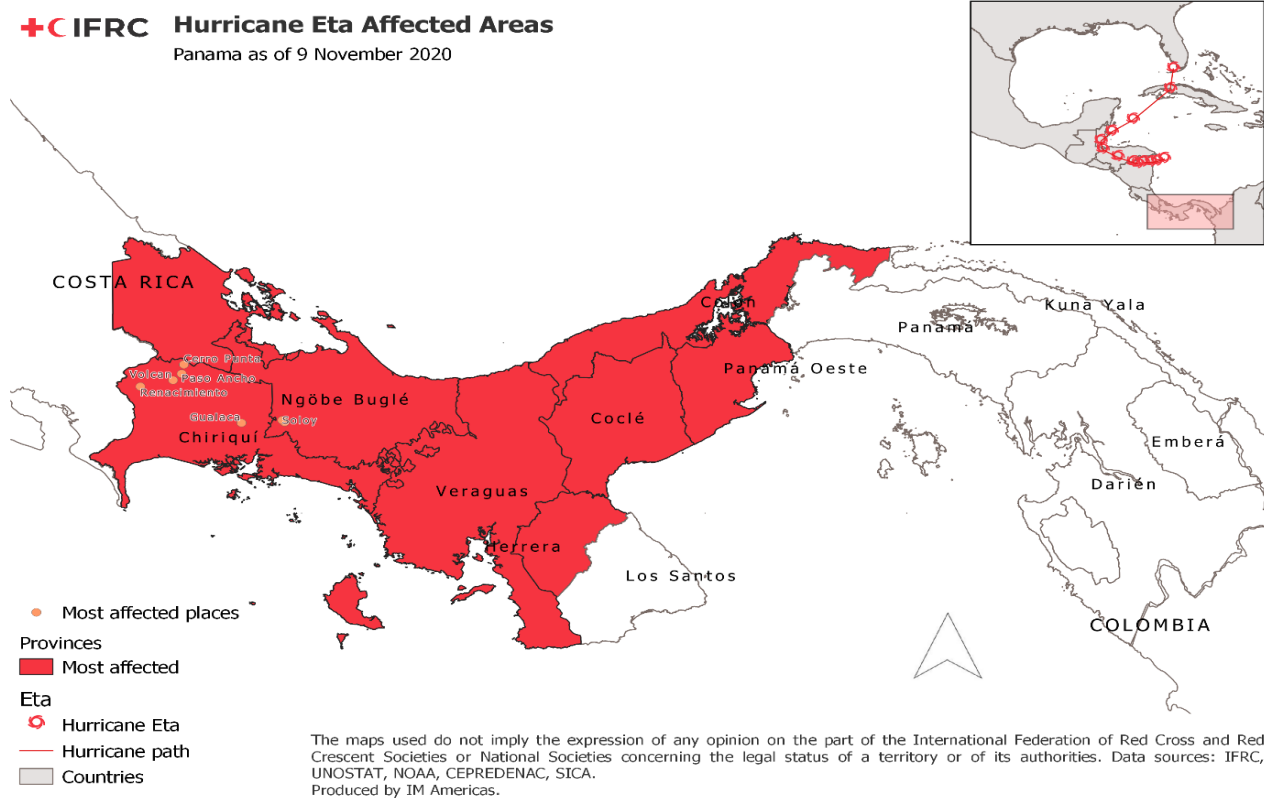 IFRC
Hurricane Eta Affected Areas
Panama as of 9 November 2020
COSTA RICA
Colón
Kuna Yala
Panamá
Cerro Punta
Volcan
Paso Ancho
Renacimiento
Panamá Oeste
Ngöbe Buglé
Gualaca
Soloy
Coclé
Chiriquí
Emberá
Darién
Veraguas
Herrera
Los Santos
COLOMBIA
Most affected places
Provinces
Most affected
Eta
Hurricane Eta
Hurricane path
Countries
The maps used do not imply the expression of any opinion on the part of the International Federation of Red Cross and Red
Crescent Societies or National Societies concerning the legal status of a territory or of its authorities. Data sources: IFRC,
UNOSTAT, NOAA, CEPREDENAC, SICA.
Produced by IM Americas.